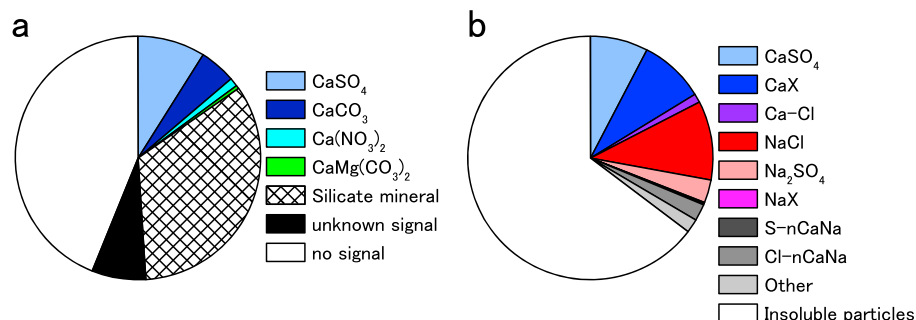 a
CaSO₄
CaCO₃
Ca(NO₃)₂
CaMg(CO₃)₂
Silicate mineral
unknown signal
no signal
b
CaSO₄
CaX
Ca-Cl
NaCl
Na₂SO₄
NaX
S-nCaNa
Cl-nCaNa
Other
Insoluble particles